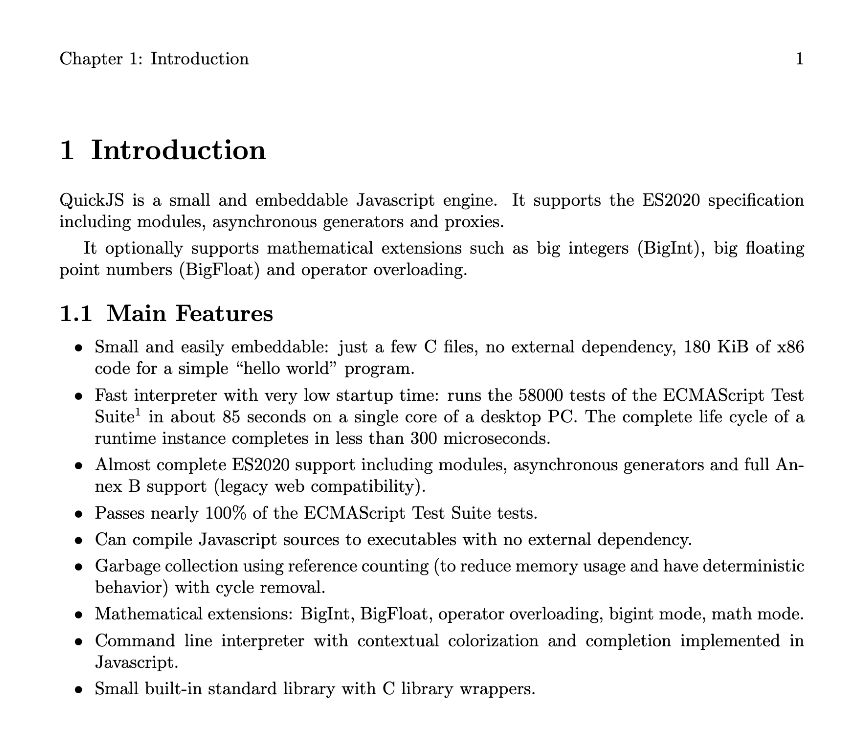 Chapter 1: Introduction 1
1 Introduction
QuickJS is a small and embeddable Javascript engine. It supports the ES2020 specification
including modules, asynchronous generators and proxies.
It optionally supports mathematical extensions such as big integers (BigInt), big floating
point numbers (BigFloat) and operator overloading.
1.1 Main Features
• Small and easily embeddable: just a few C files, no external dependency, 180 KiB of x86
code for a simple “hello world” program.
• Fast interpreter with very low startup time: runs the 58000 tests of the ECMAScript Test
Suite¹ in about 85 seconds on a single core of a desktop PC. The complete life cycle of a
runtime instance completes in less than 300 microseconds.
• Almost complete ES2020 support including modules, asynchronous generators and full An-
nex B support (legacy web compatibility).
• Passes nearly 100% of the ECMAScript Test Suite tests.
• Can compile Javascript sources to executables with no external dependency.
• Garbage collection using reference counting (to reduce memory usage and have deterministic
behavior) with cycle removal.
• Mathematical extensions: BigInt, BigFloat, operator overloading, bigint mode, math mode.
• Command line interpreter with contextual colorization and completion implemented in
Javascript.
• Small built-in standard library with C library wrappers.